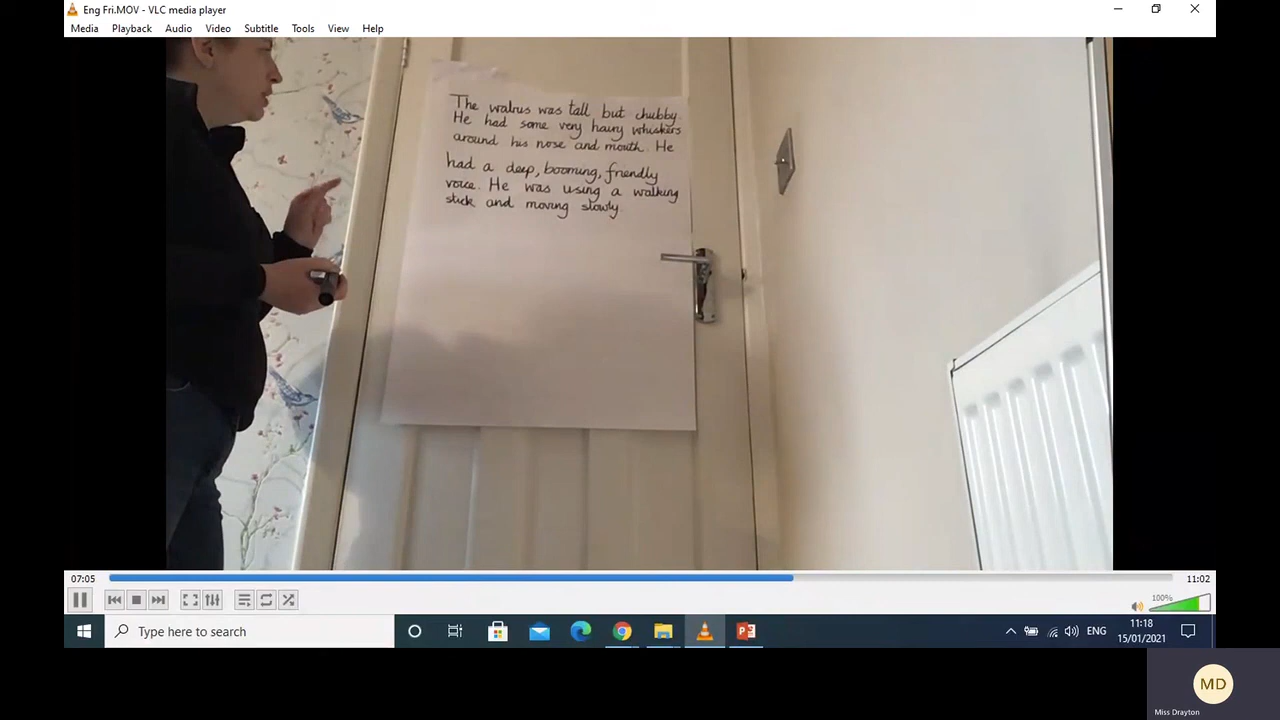 Eng Fri.MOV - VLC media player
Media Playback Audio Video Subtitle Tools View Help
The walrus was tall but chubby.
He had some very hairy whiskers
around his nose and mouth. He
had a deep, booming, friendly
voice. He was using a walking
stick and moving slowly
07:05
11:02
100%
Type here to search
ENG
11:18
15/01/2021
MD
Miss Drayton